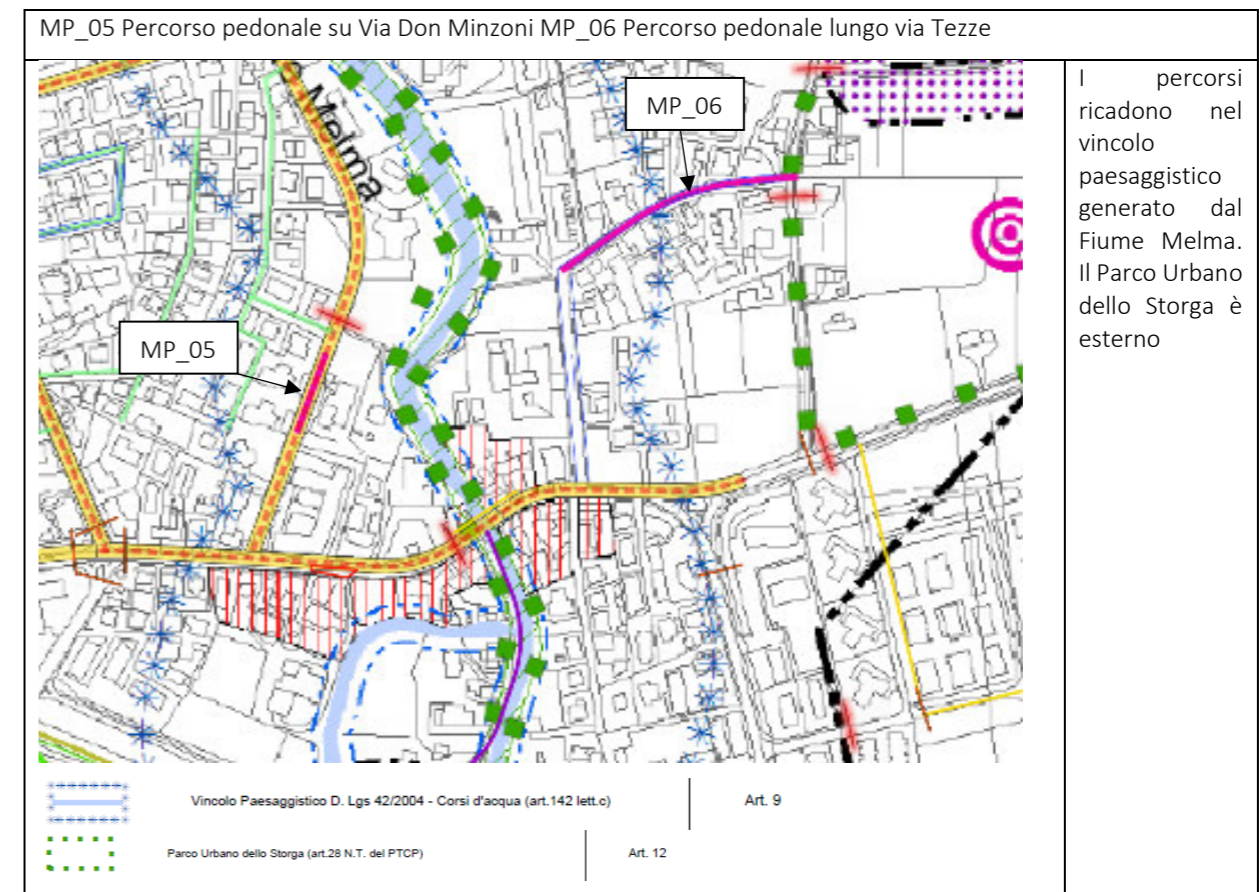 MP_05 Percorso pedonale su Via Don Minzoni MP_06 Percorso pedonale lungo via Tezze
Melma
MP_06
MP_05
I percorsi
ricadono nel
vincolo
paesaggistico
generato dal
Fiume Melma.
Il Parco Urbano
dello Storga è
esterno
Vincolo Paesaggistico D. Lgs 42/2004 - Corsi d'acqua (art.142 lett.c) Art. 9
Parco Urbano dello Storga (art.28 N.T. del PTCP) Art. 12